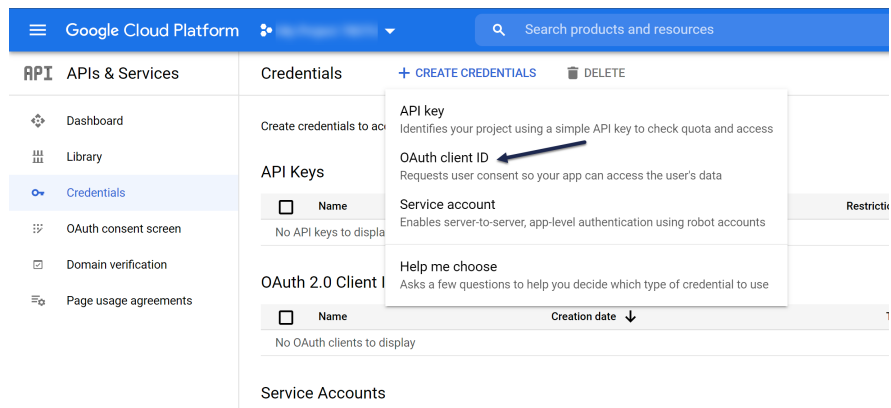 Google Cloud Platform
Search products and resources
API APIs & Services
Credentials
+ CREATE CREDENTIALS
DELETE
Dashboard
Library
Credentials
OAuth consent screen
Domain verification
Page usage agreements
Create credentials to ac
API key
Identifies your project using a simple API key to check quota and access
OAuth client ID
Requests user consent so your app can access the user's data
Service account
Enables server-to-server, app-level authentication using robot accounts
Help me choose
Asks a few questions to help you decide which type of credential to use
API Keys
Name
Restricti
No API keys to displa
OAuth 2.0 Client I
Name Creation date
No OAuth clients to display
Service Accounts